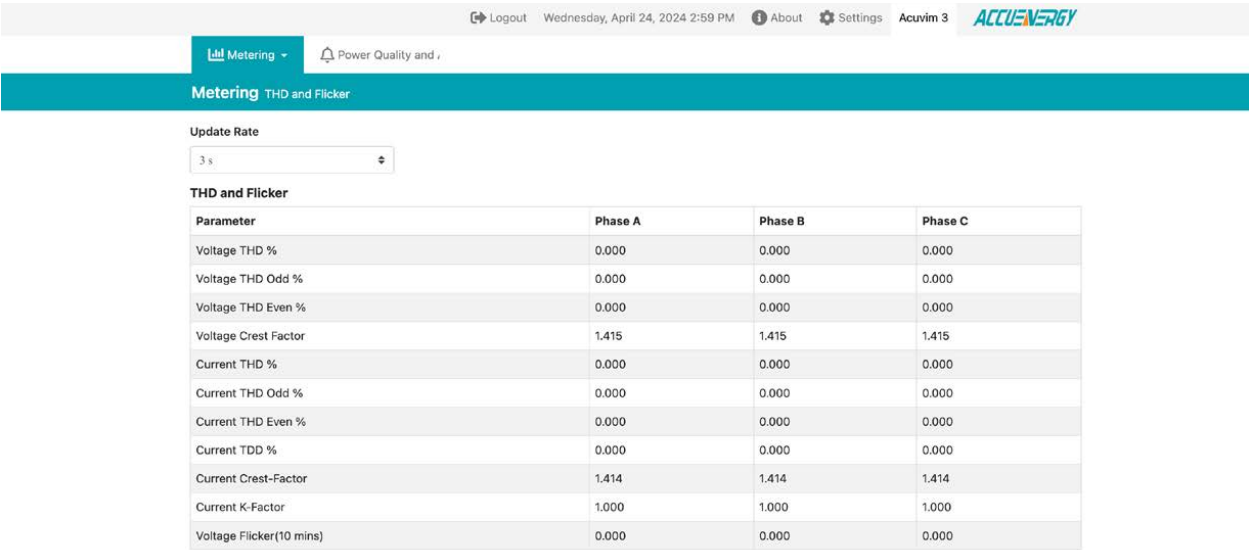 Logout Wednesday, April 24, 2024 2:59 PM About Settings Acuvim 3 ACCUENERGY
Metering Power Quality and
Metering THD and Flicker
Update Rate
3 s
THD and Flicker
Parameter Phase A Phase B Phase C
Voltage THD % 0.000 0.000 0.000
Voltage THD Odd % 0.000 0.000 0.000
Voltage THD Even % 0.000 0.000 0.000
Voltage Crest Factor 1.415 1.415 1.415
Current THD % 0.000 0.000 0.000
Current THD Odd % 0.000 0.000 0.000
Current THD Even % 0.000 0.000 0.000
Current TDD % 0.000 0.000 0.000
Current Crest-Factor 1.414 1.414 1.414
Current K-Factor 1.000 1.000 1.000
Voltage Flicker(10 mins) 0.000 0.000 0.000